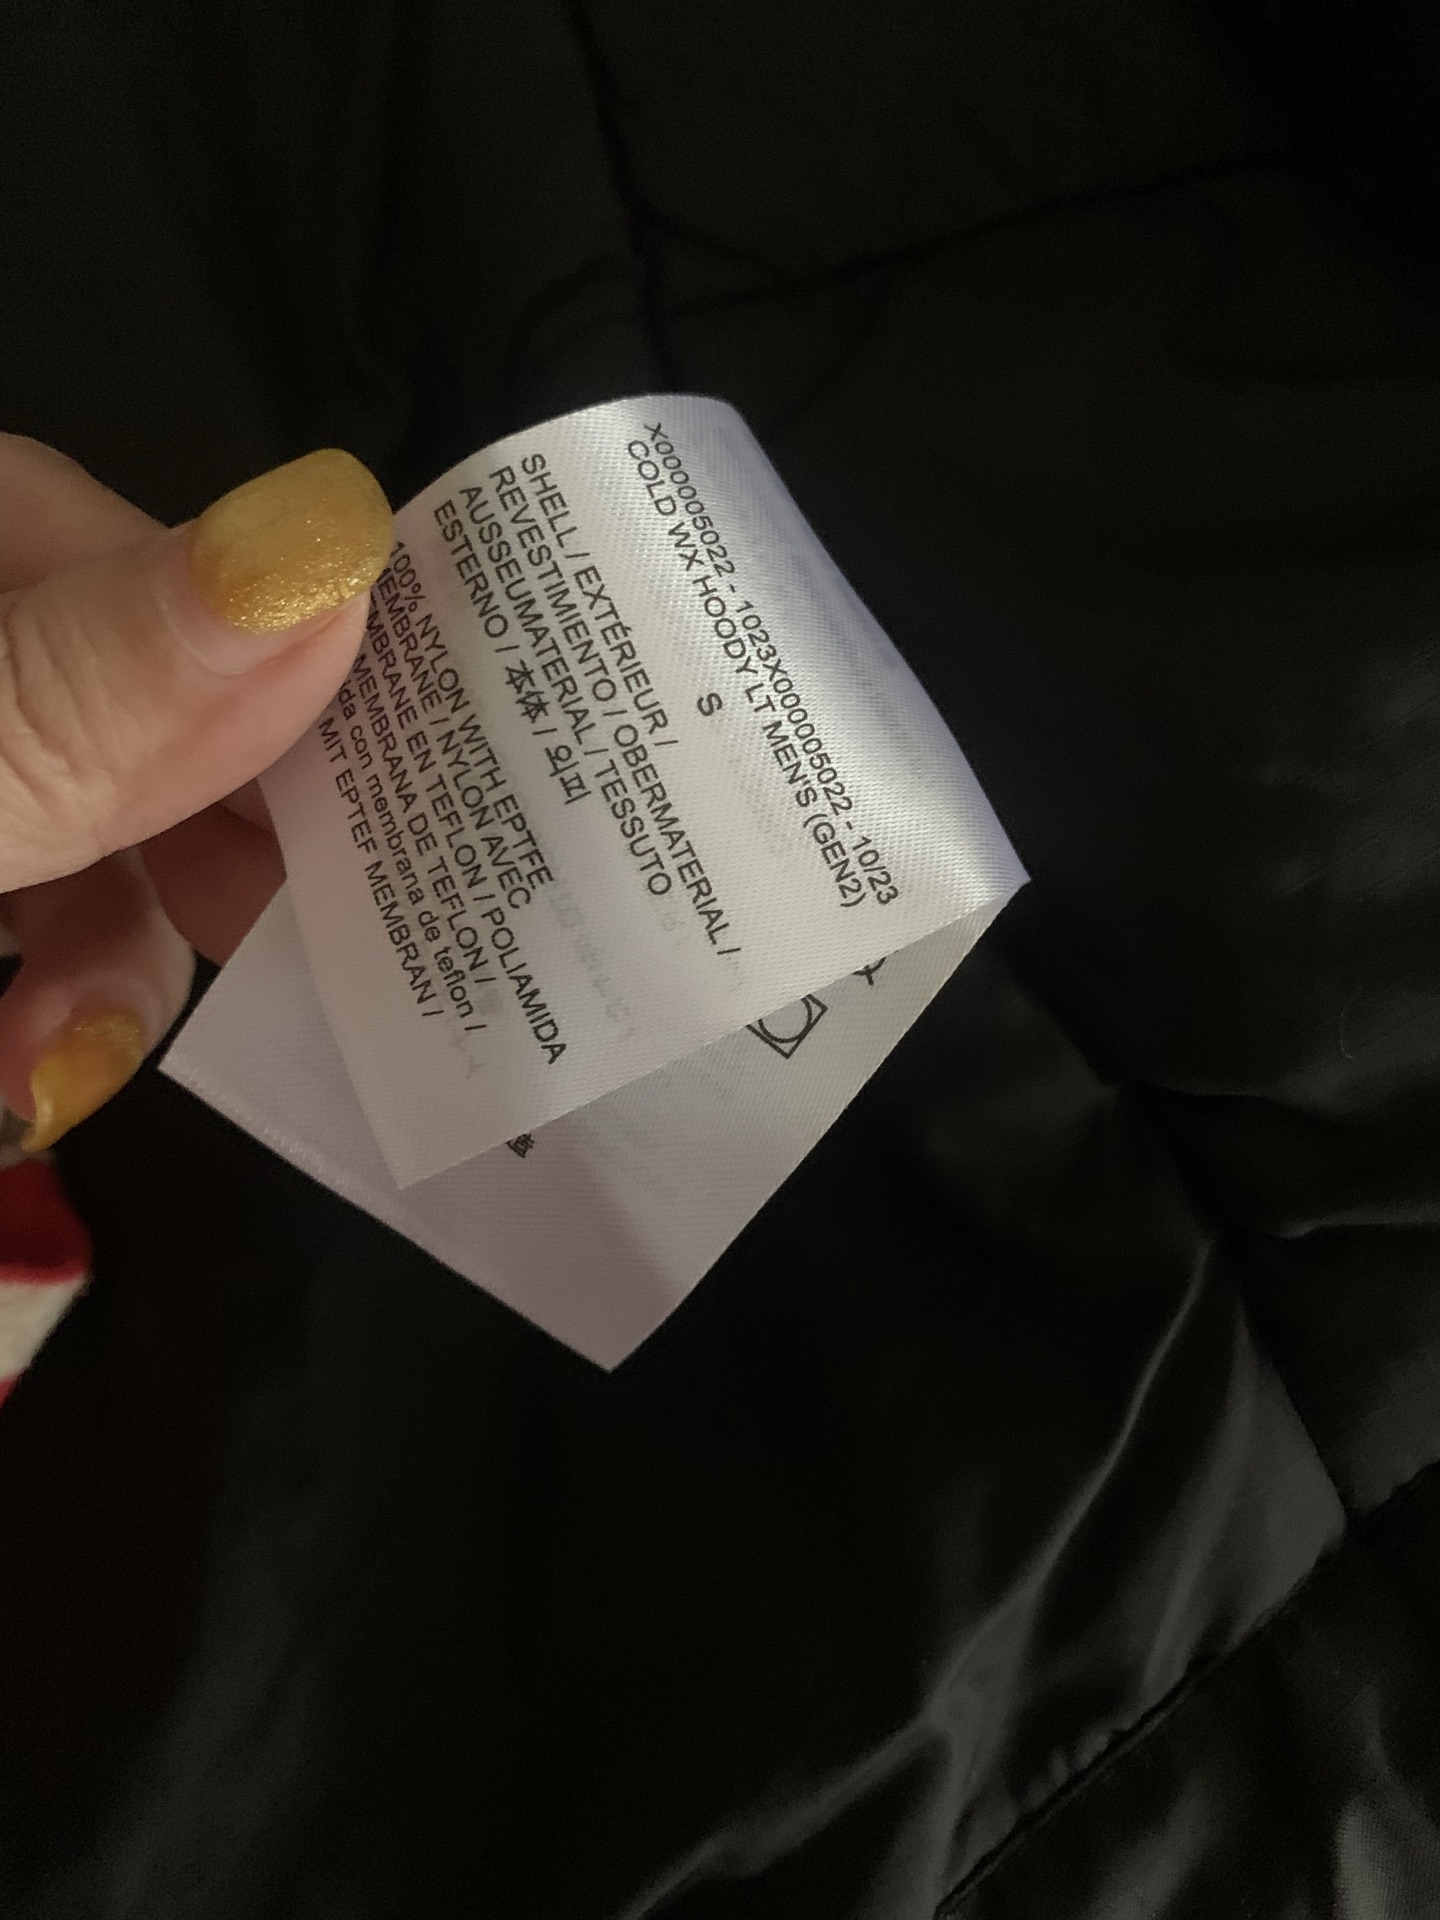 X000005022 - 1023X000005022 - 10/23
COLD WX HOODY LT MEN'S (GEN2)
S
SHELL / EXTÉRIEUR /
REVESTIMIENTO / OBERMATERIAL /
AUSSEUMATERIAL / TESSUTO
ESTERNO / 本体 / 외피
100% NYLON WITH EPTFE
MEMBRANE / NYLON AVEC
MEMBRANE EN TEFLON / POLIAMIDA
MEMBRANA DE TEFLON /
con membrana de teflon /
MIT EPTEF MEMBRAN /